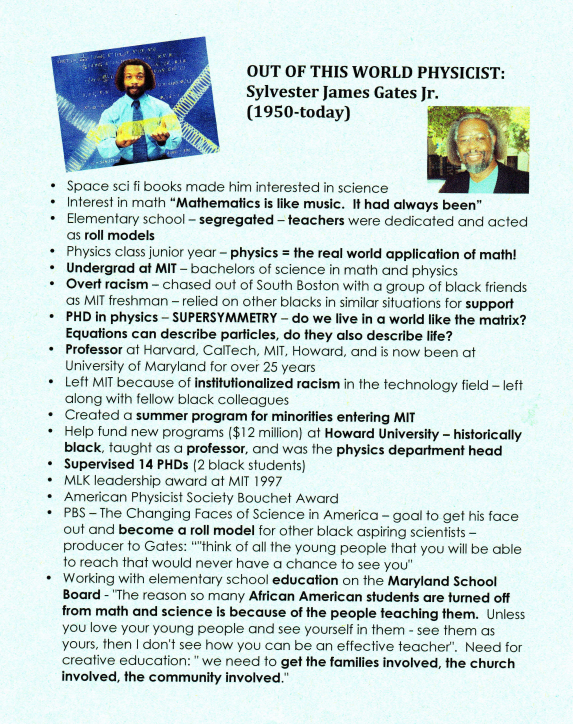 OUT OF THIS WORLD PHYSICIST:
Sylvester James Gates Jr.
(1950-today)
• Space sci fi books made him interested in science
• Interest in math “Mathematics is like music.  It had always been”
• Elementary school – segregated – teachers were dedicated and acted
as roll models
• Physics class junior year – physics = the real world application of math!
• Undergrad at MIT – bachelors of science in math and physics
• Overt racism – chased out of South Boston with a group of black friends
as MIT freshman – relied on other blacks in similar situations for support
• PHD in physics – SUPERSYMMETRY – do we live in a world like the matrix?
Equations can describe particles, do they also describe life?
• Professor at Harvard, CalTech, MIT, Howard, and is now been at
University of Maryland for over 25 years
• Left MIT because of institutionalized racism in the technology field – left
along with fellow black colleagues
• Created a summer program for minorities entering MIT
• Help fund new programs ($12 million) at Howard University – historically
black, taught as a professor, and was the physics department head
• Supervised 14 PHDs (2 black students)
• MLK leadership award at MIT 1997
• American Physicist Society Bouchet Award
• PBS – The Changing Faces of Science in America – goal to get his face
out and become a roll model for other black aspiring scientists –
producer to Gates: “"think of all the young people that you will be able
to reach that would never have a chance to see you"
• Working with elementary school education on the Maryland School
Board - "The reason so many African American students are turned off
from math and science is because of the people teaching them.  Unless
you love your young people and see yourself in them - see them as
yours, then I don't see how you can be an effective teacher".  Need for
creative education: " we need to get the families involved, the church
involved, the community involved."